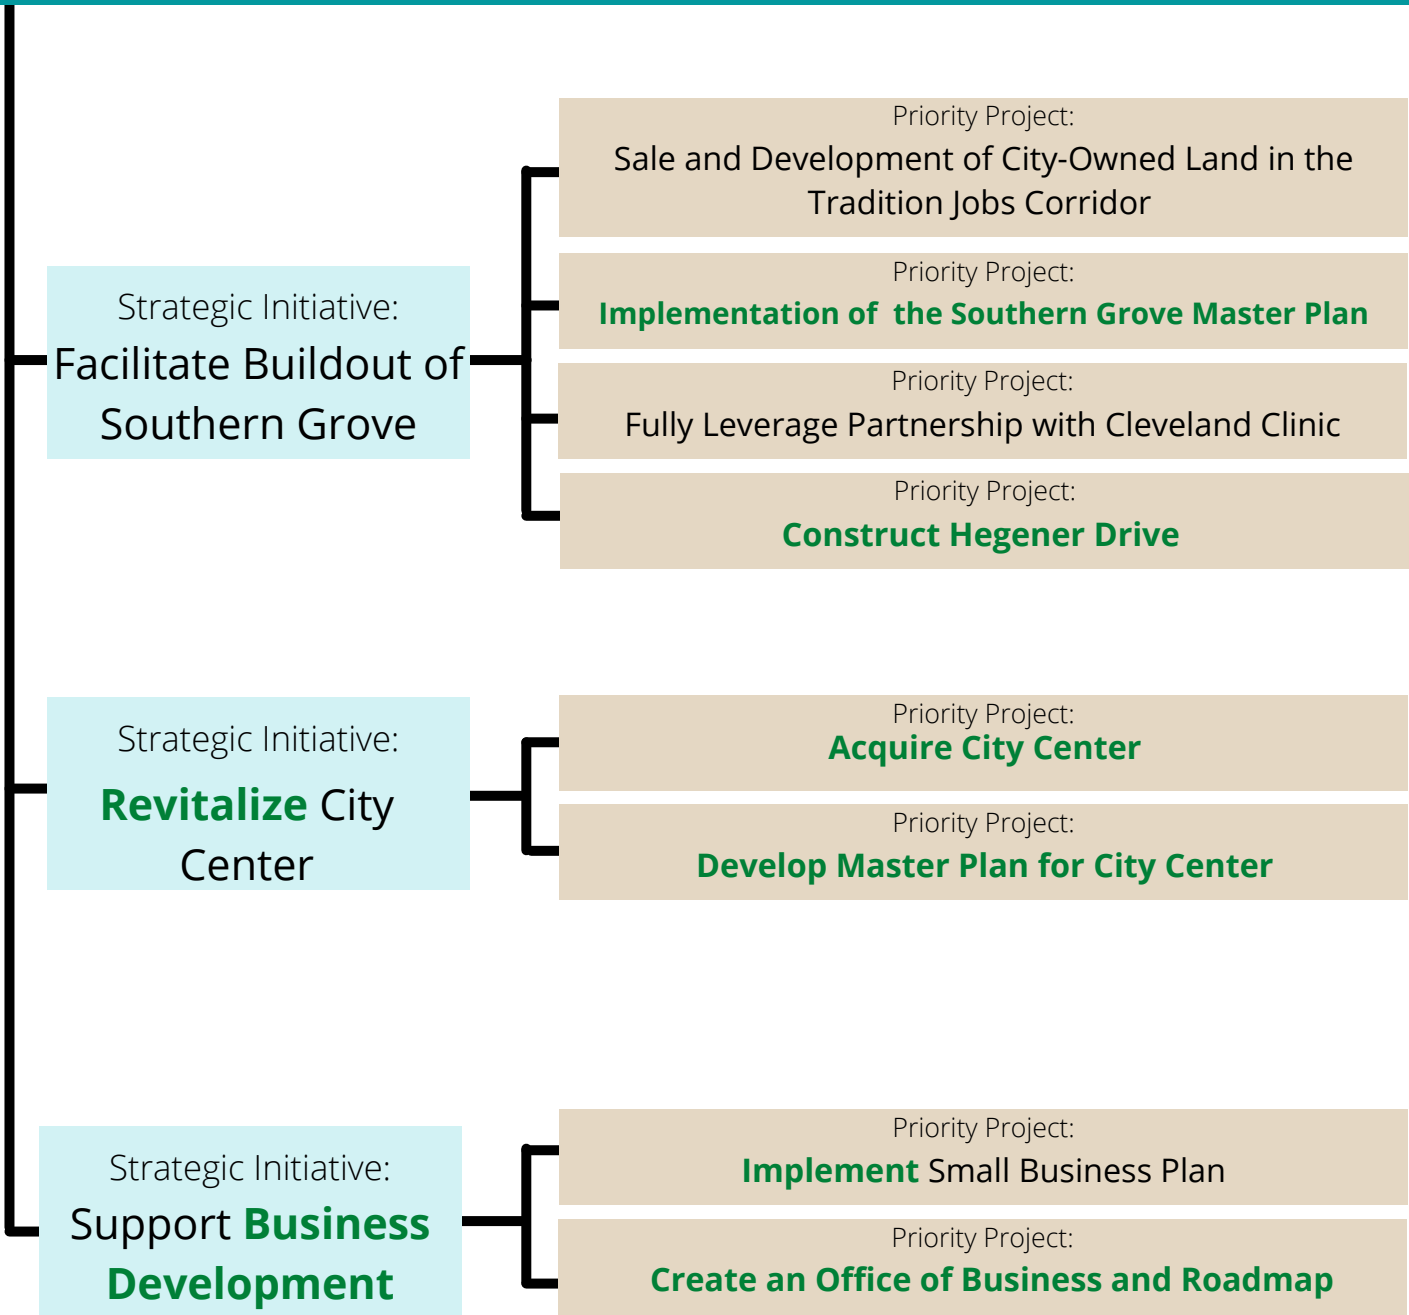 Strategic Initiative:
Facilitate Buildout of
Southern Grove
Priority Project:
Sale and Development of City-Owned Land in the
Tradition Jobs Corridor
Priority Project:
Implementation of the Southern Grove Master Plan
Priority Project:
Fully Leverage Partnership with Cleveland Clinic
Priority Project:
Construct Hegener Drive
Strategic Initiative:
Revitalize City
Center
Priority Project:
Acquire City Center
Priority Project:
Develop Master Plan for City Center
Strategic Initiative:
Support Business
Development
Priority Project:
Implement Small Business Plan
Priority Project:
Create an Office of Business and Roadmap